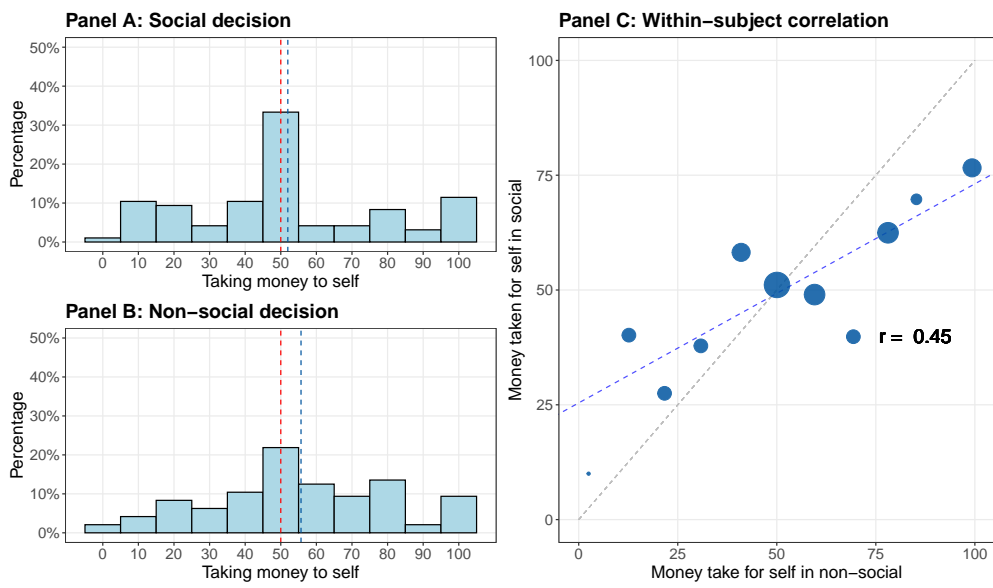 Panel A: Social decision
50%
40%
30%
20%
10%
0%
Percentage
0 10 20 30 40 50 60 70 80 90 100
Taking money to self
Panel B: Non−social decision
50%
40%
30%
20%
10%
0%
Percentage
0 10 20 30 40 50 60 70 80 90 100
Taking money to self
Panel C: Within−subject correlation
100
75
50
25
0
Money taken for self in social
r = 0.45
0 25 50 75 100
Money take for self in non−social